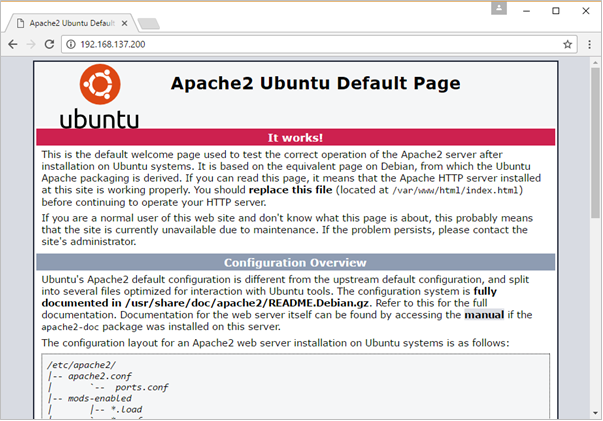 Apache2 Ubuntu Default
192.168.137.200
Apache2 Ubuntu Default Page
ubuntu
It works!
This is the default welcome page used to test the correct operation of the Apache2 server after
installation on Ubuntu systems. It is based on the equivalent page on Debian, from which the Ubuntu
Apache packaging is derived. If you can read this page, it means that the Apache HTTP server installed
at this site is working properly. You should replace this file (located at /var/www/html/index.html)
before continuing to operate your HTTP server.
If you are a normal user of this web site and don't know what this page is about, this probably means
that the site is currently unavailable due to maintenance. If the problem persists, please contact the
site's administrator.
Configuration Overview
Ubuntu's Apache2 default configuration is different from the upstream default configuration, and split
into several files optimized for interaction with Ubuntu tools. The configuration system is fully
documented in /usr/share/doc/apache2/README.Debian.gz. Refer to this for the full
documentation. Documentation for the web server itself can be found by accessing the manual if the
apache2-doc package was installed on this server.
The configuration layout for an Apache2 web server installation on Ubuntu systems is as follows:
/etc/apache2/
|-- apache2.conf
|       `--  ports.conf
|-- mods-enabled
|       |-- *.load